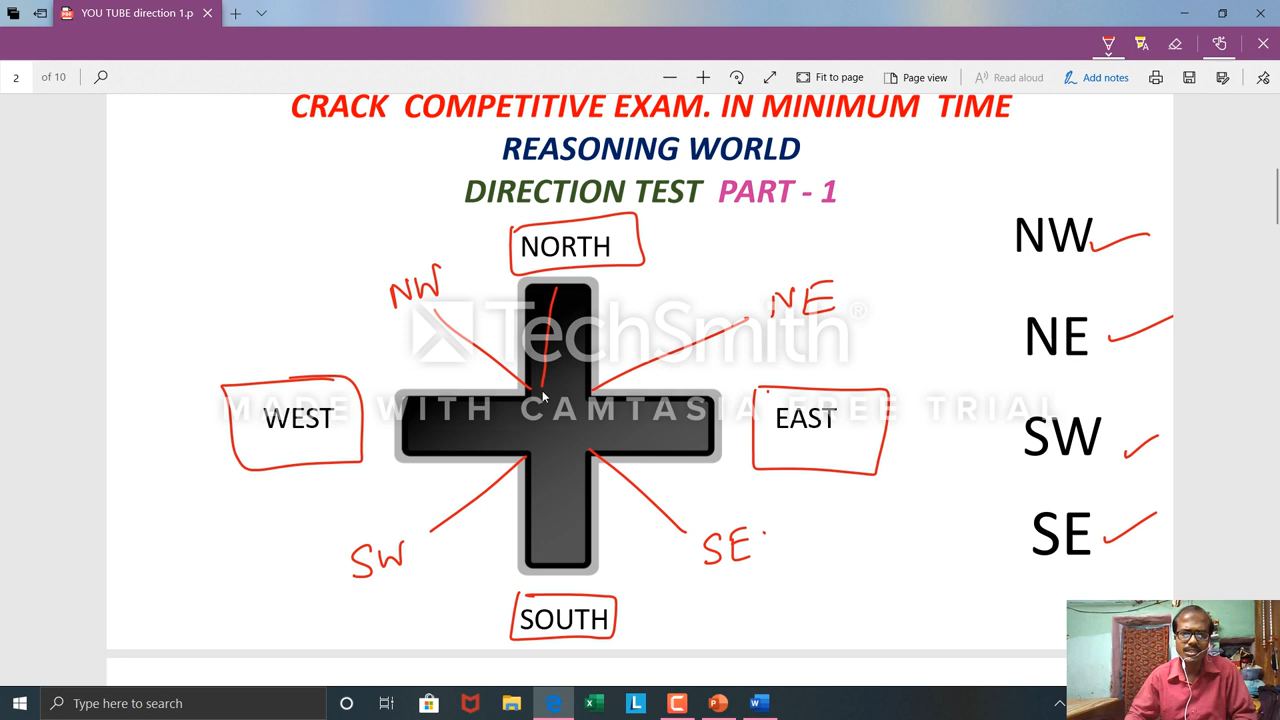 YOU TUBE direction 1.p
2 of 10
Fit to page
Page view
Read aloud
Add notes
CRACK COMPETITIVE EXAM. IN MINIMUM TIME
REASONING WORLD
DIRECTION TEST PART - 1
NORTH
NW
NW
NE
NE
TechSmith®
MADE WITH CAMTASIA FREE TRIAL
WEST
EAST
SW
SW
SE
SE
SOUTH
Type here to search